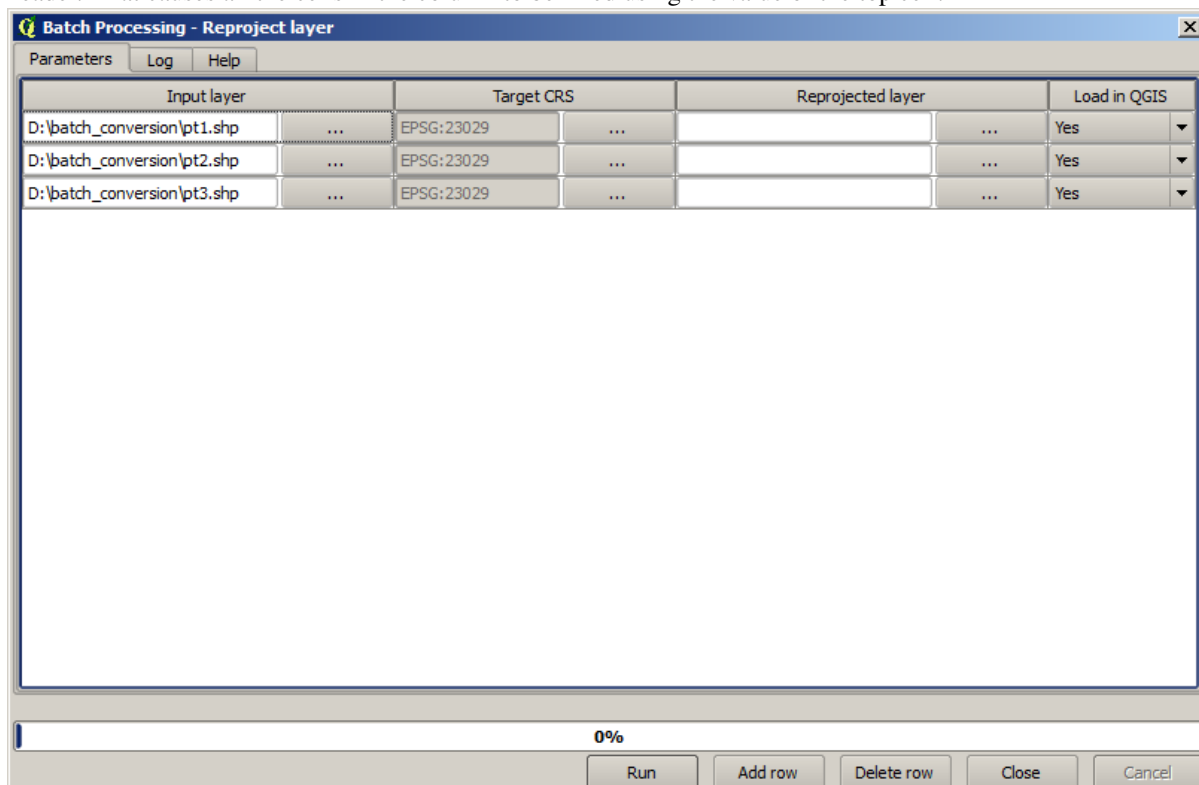 Batch Processing - Reproject layer
Parameters Log Help
Input layer Target CRS Reprojected layer Load in QGIS
D:\batch_conversion\pt1.shp ... EPSG:23029 ... ... Yes
D:\batch_conversion\pt2.shp ... EPSG:23029 ... ... Yes
D:\batch_conversion\pt3.shp ... EPSG:23029 ... ... Yes
0%
Run Add row Delete row Close Cancel